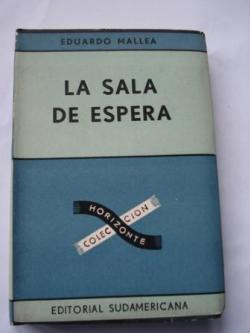 EDUARDO MALLEA
LA SALA
DE ESPERA
COLECCION
HORIZONTE
EDITORIAL SUDAMERICANA